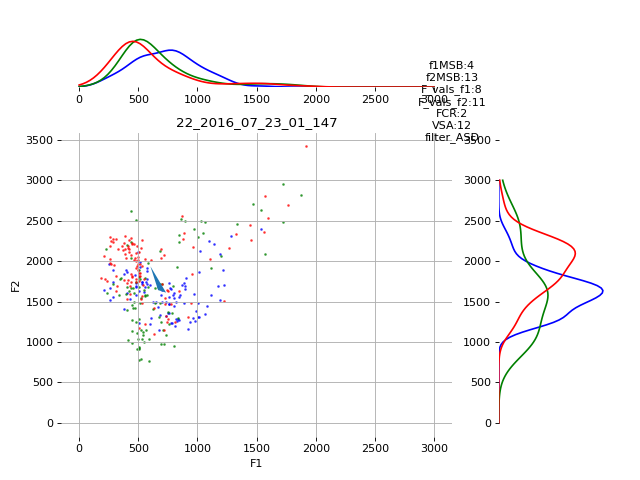 f1MSB:4
f2MSB:13
F_vals_f1:8
F_vals_f2:11
FCR:2
VSA:12
filter_ASD
0 500 1000 1500 2000 2500 3000
22_2016_07_23_01_147
3500
3000
2500
2000
1500
1000
500
0
F2
0 500 1000 1500 2000 2500 3000
F1
3500
3000
2500
2000
1500
1000
500
0